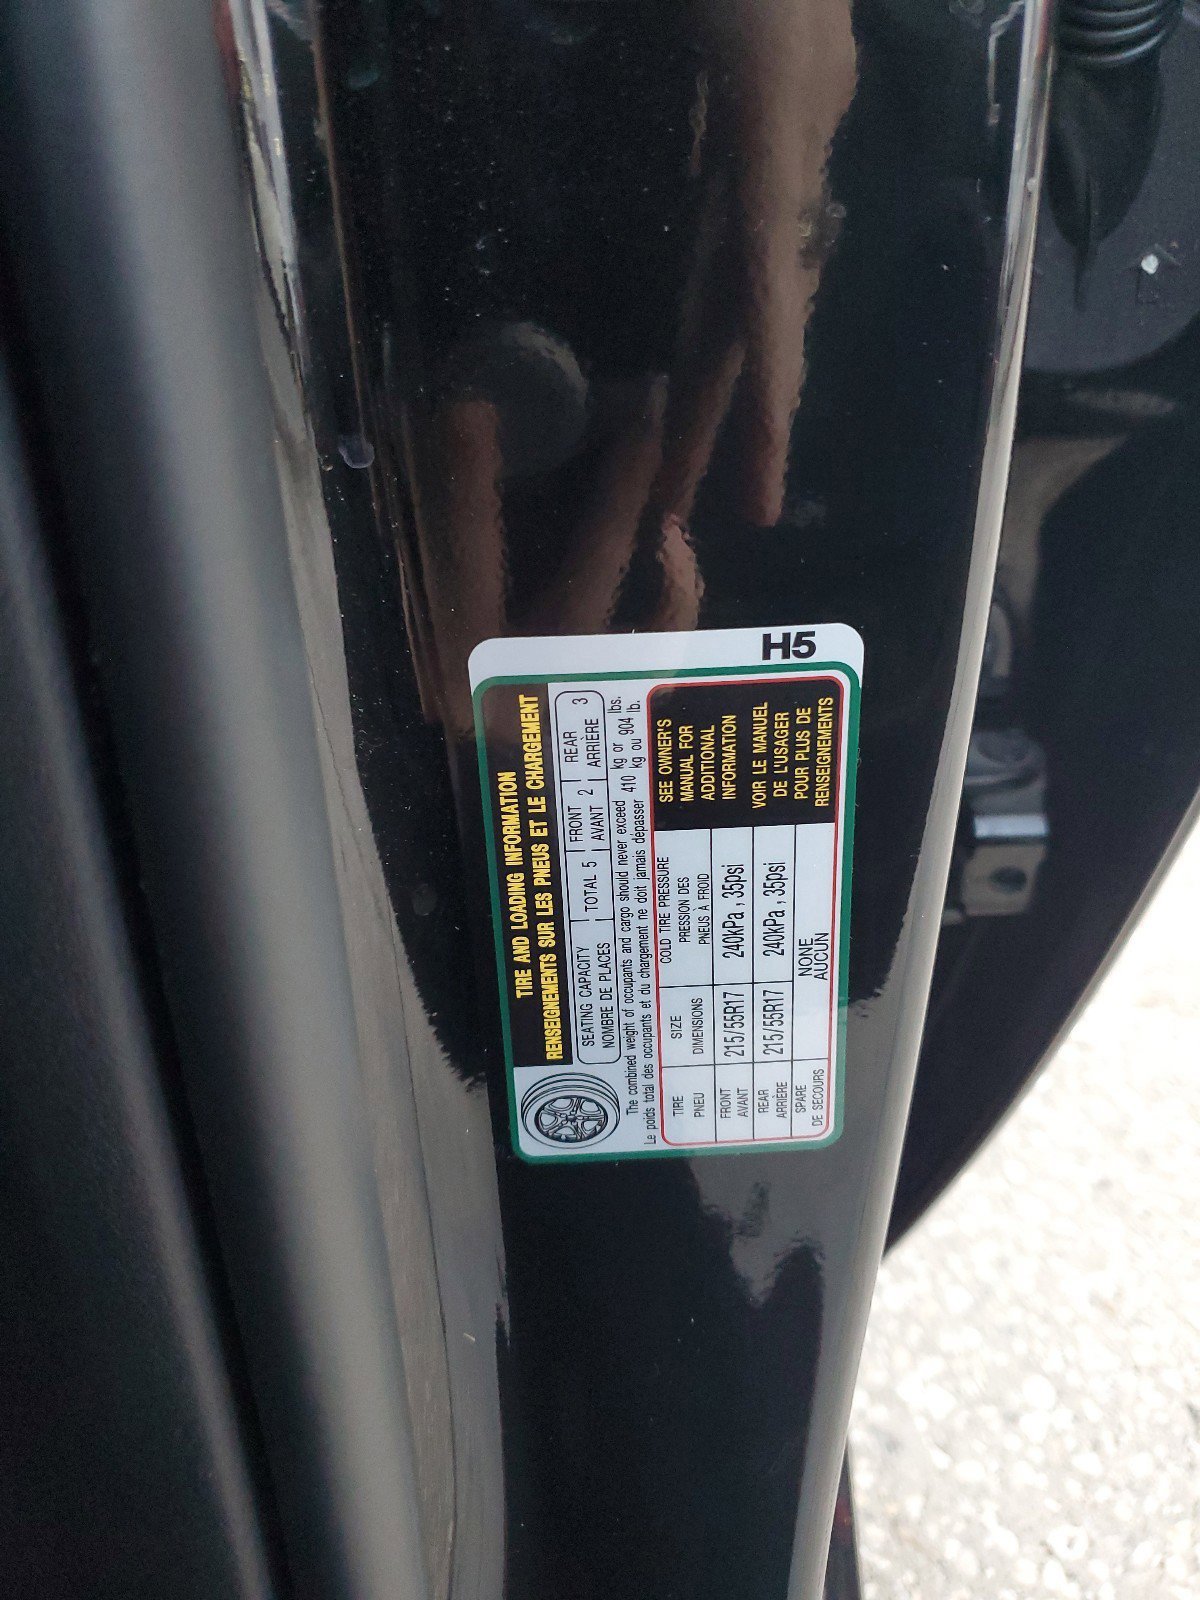 H5
TIRE AND LOADING INFORMATION
RENSEIGNEMENTS SUR LES PNEUS ET LE CHARGEMENT
SEATING CAPACITY TOTAL 5 FRONT 2 REAR 3
NOMBRE DE PLACES AVANT ARRIÈRE
The combined weight of occupants and cargo should never exceed 410 kg or 904 lbs.
Le poids total des occupants et du chargement ne doit jamais dépasser 410 kg ou 904 lb.
TIRE SIZE COLD TIRE PRESSURE
PNEU DIMENSIONS PRESSION DES
PNEUS À FROID
FRONT
AVANT
215/55R17 240kPa , 35psi
REAR
ARRIÈRE
215/55R17 240kPa , 35psi
SPARE
DE SECOURS
NONE
AUCUN
SEE OWNER'S
MANUAL FOR
ADDITIONAL
INFORMATION
VOIR LE MANUEL
DE L'USAGER
POUR PLUS DE
RENSEIGNEMENTS